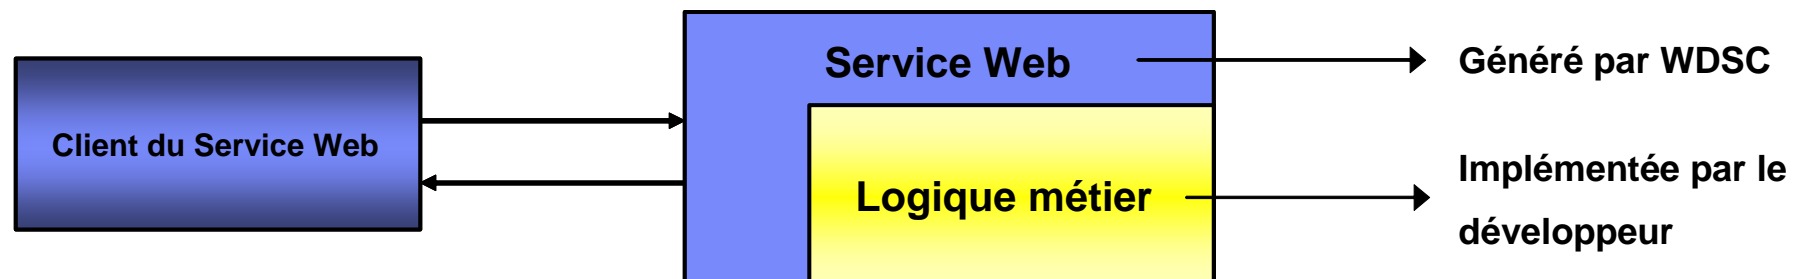 Client du Service Web
Service Web
Logique métier
Généré par WDSC
Implémentée par le
développeur